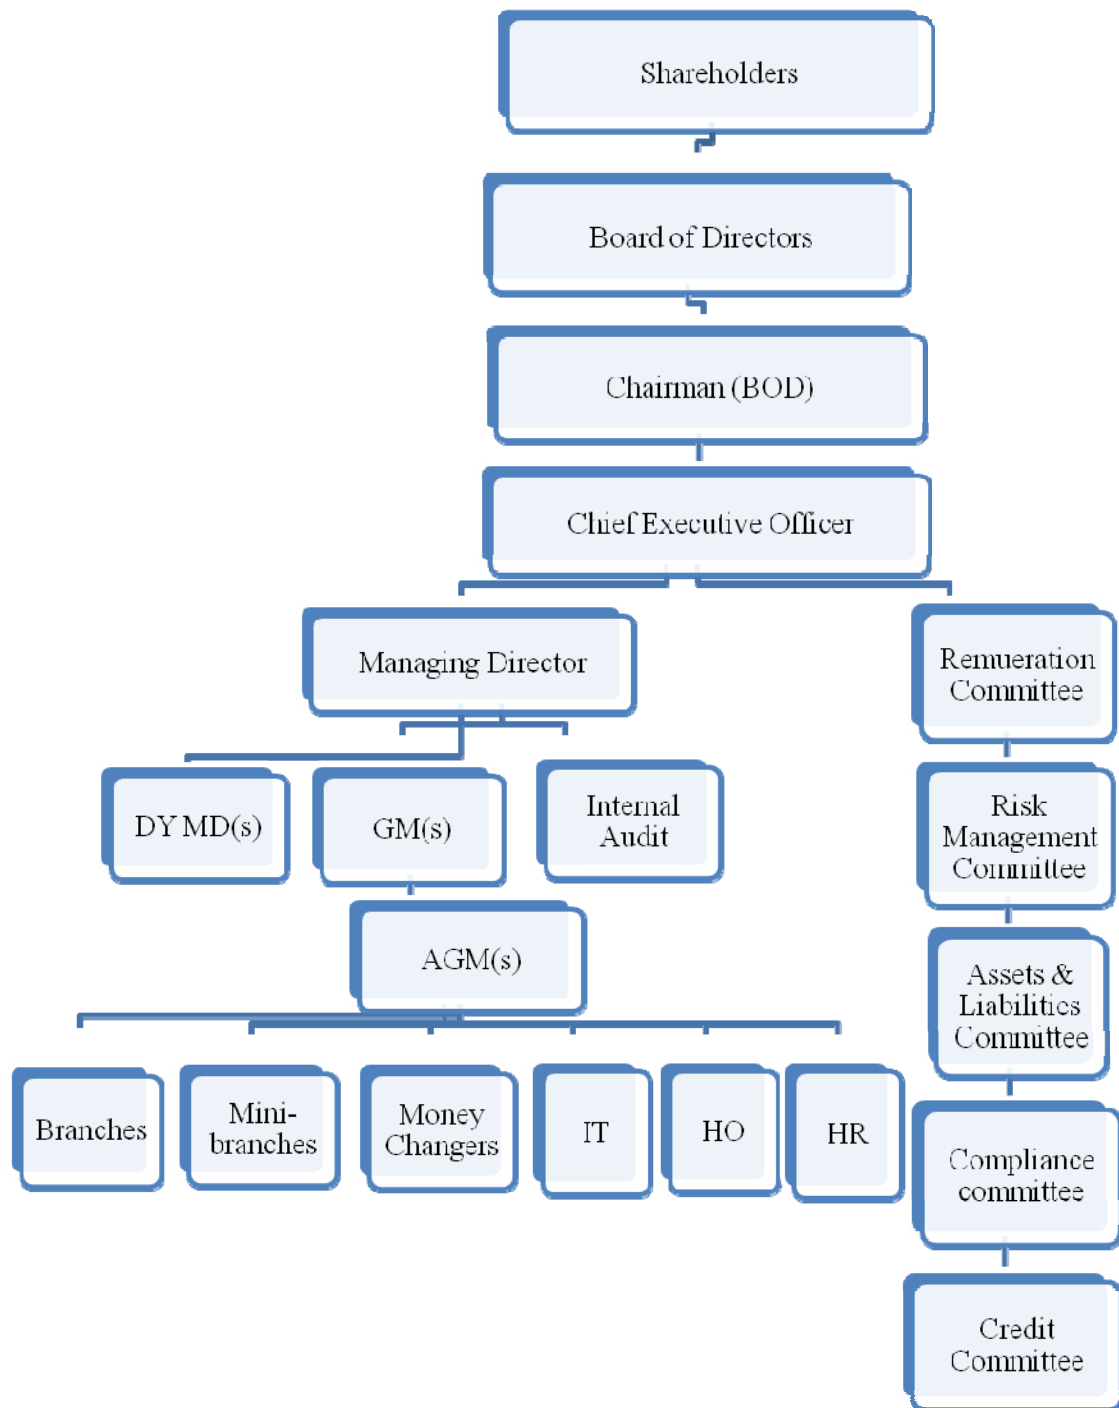 Shareholders
Board of Directors
Chairman (BOD)
Chief Executive Officer
Managing Director
Remueration
Committee
DY MD(s)
GM(s)
Internal
Audit
Risk
Management
Committee
AGM(s)
Assets &
Liabilities
Committee
Branches
Mini-
branches
Money
Changers
IT
HO
HR
Compliance
committee
Credit
Committee